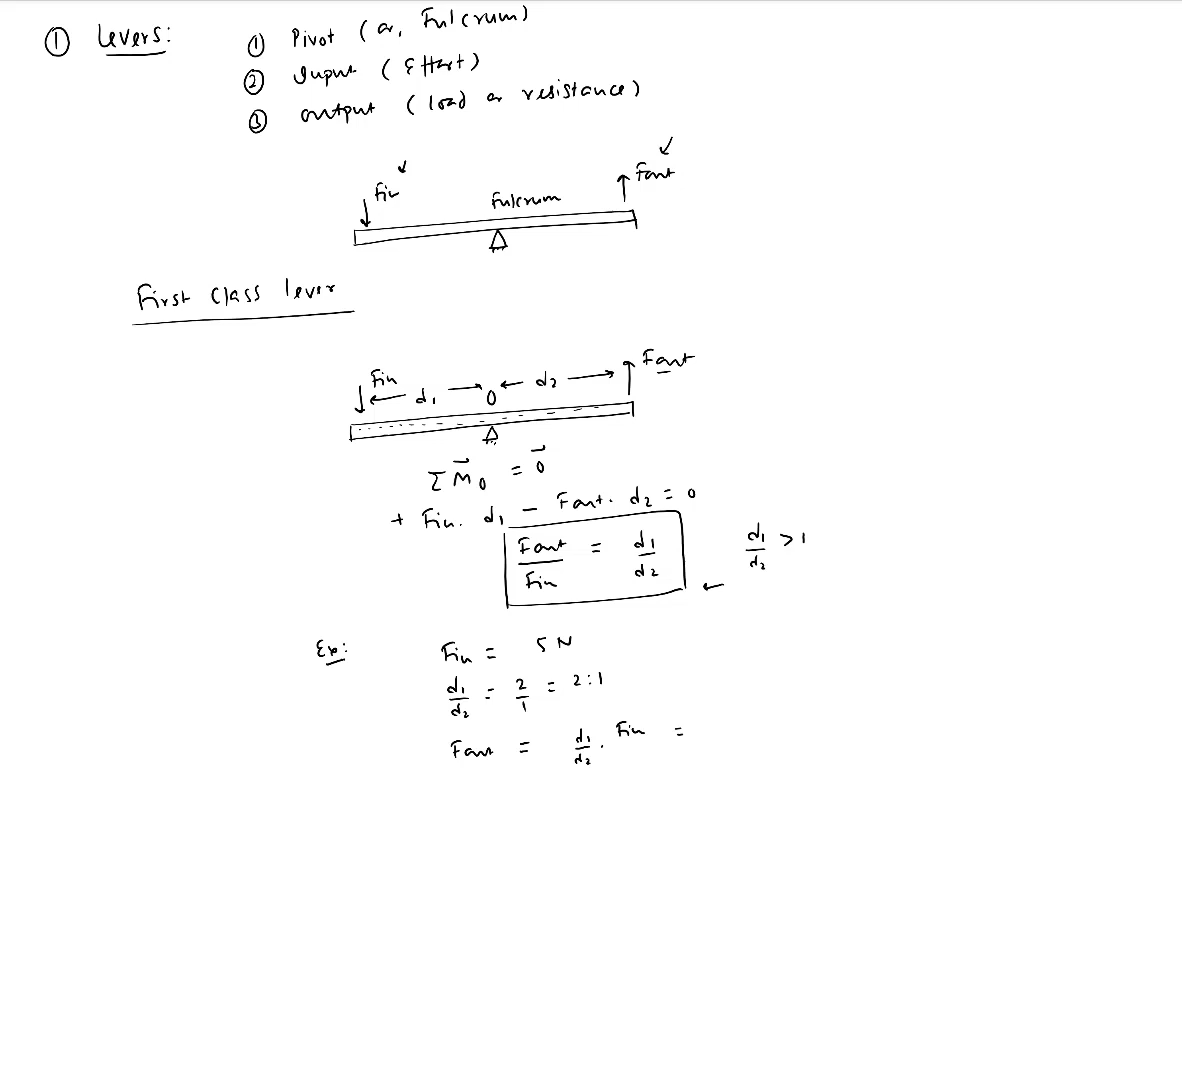 ① Levers: ① Pivot (or, Fulcrum)
② Input (Effort)
③ output (load or resistance)
Fin Fulcrum Fout
First class lever
Fin d₁ O d₂ Fout
Σ M⃗₀ = 0⃗
+ Fin. d₁ - Fout. d₂ = 0
Fout/Fin = d₁/d₂ d₁/d₂ > 1
Ex: Fin = 5 N
d₁/d₂ = 2/1 = 2:1
Fout = d₁/d₂ . Fin =